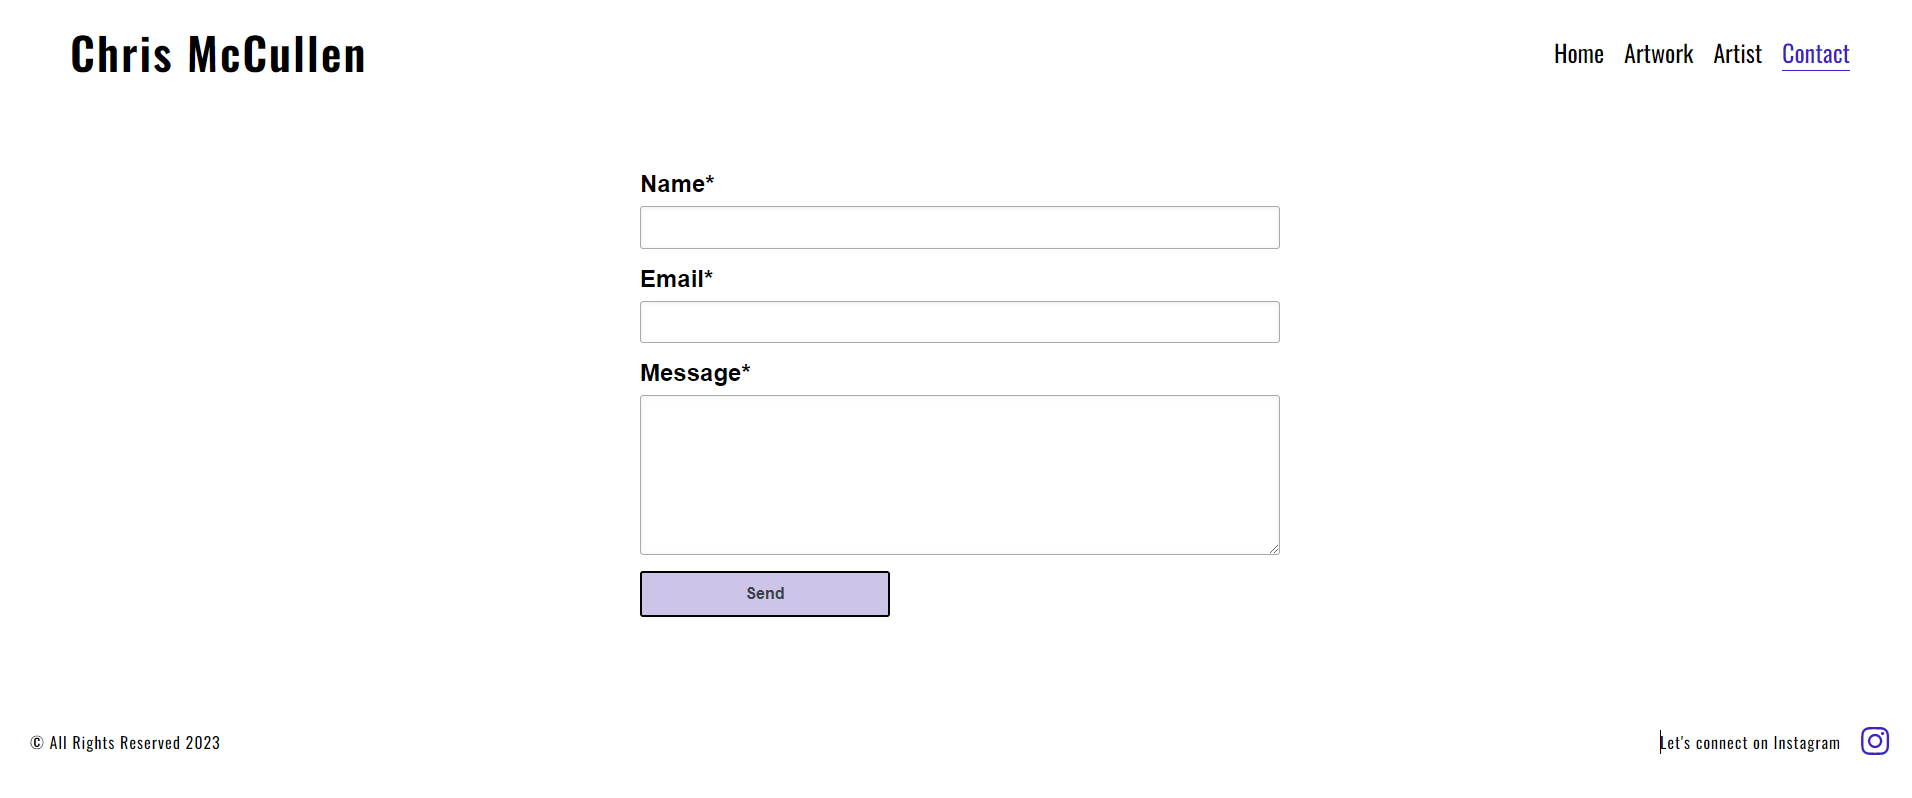 Chris McCullen
Home Artwork Artist Contact
Name*
Email*
Message*
Send
© All Rights Reserved 2023
Let's connect on Instagram